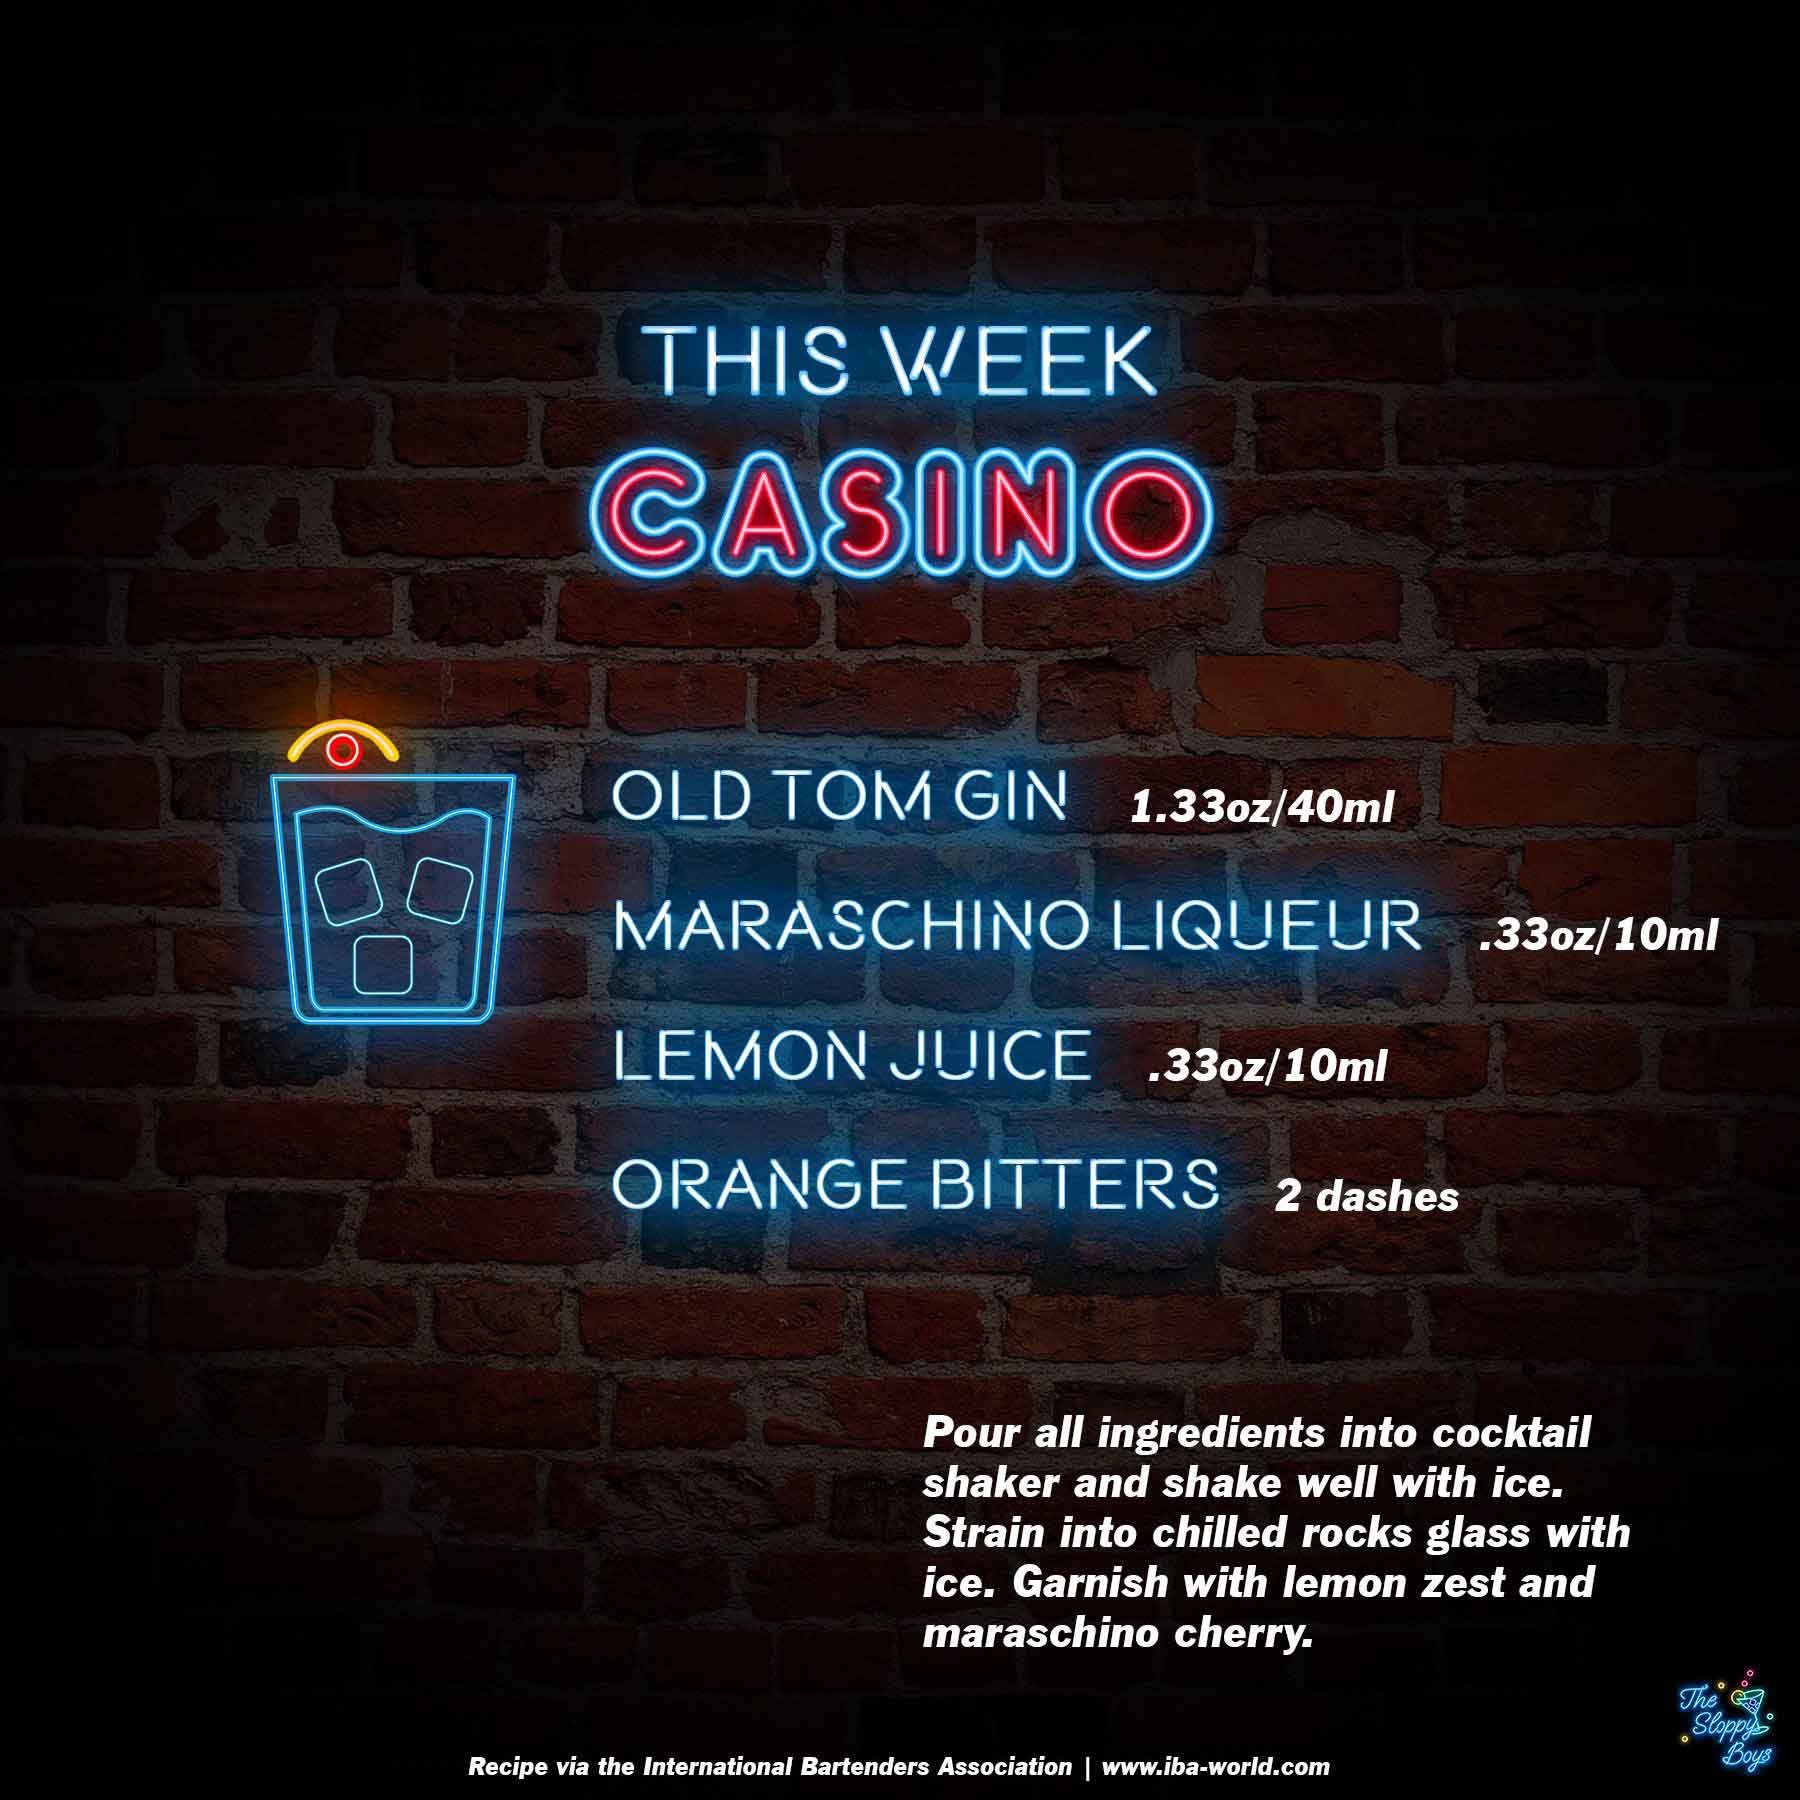 THIS WEEK
CASINO
OLD TOM GIN 1.33oz/40ml
MARASCHINO LIQUEUR .33oz/10ml
LEMON JUICE .33oz/10ml
ORANGE BITTERS 2 dashes
Pour all ingredients into cocktail
shaker and shake well with ice.
Strain into chilled rocks glass with
ice. Garnish with lemon zest and
maraschino cherry.
The
Sloppy
Boys
Recipe via the International Bartenders Association | www.iba-world.com